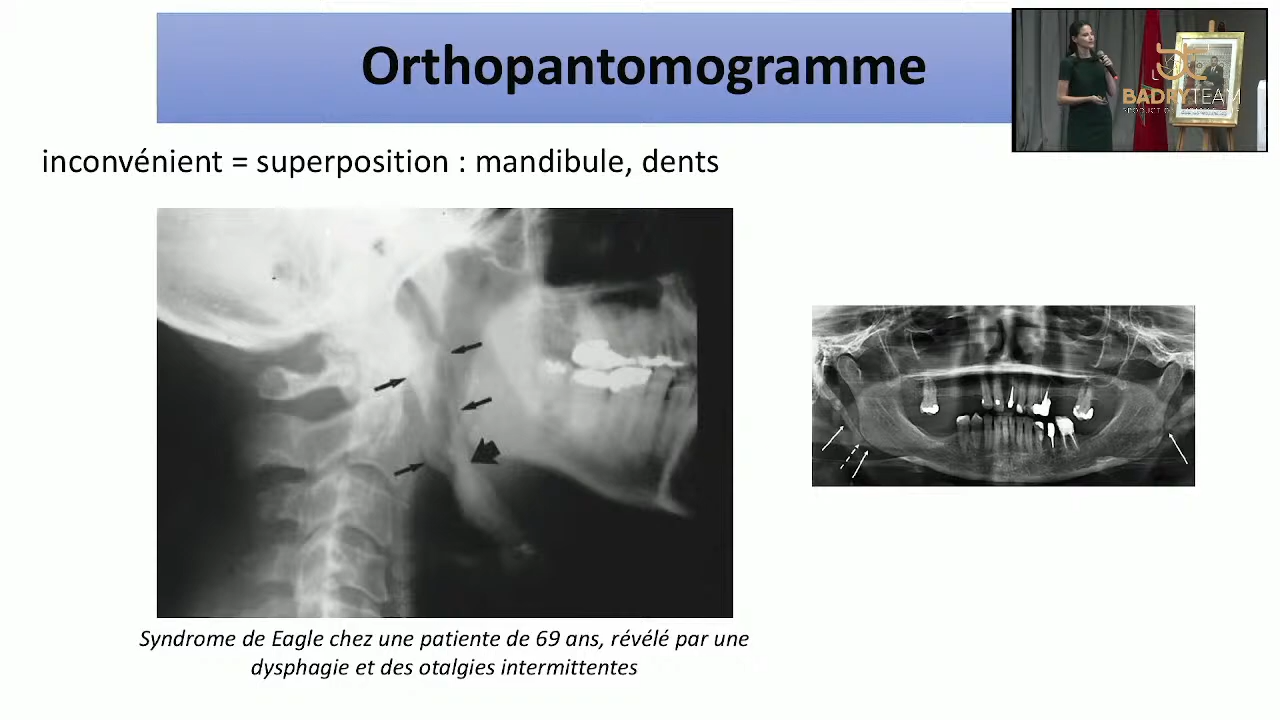 Orthopantomogramme
BADRYTEAM
inconvénient = superposition : mandibule, dents
Syndrome de Eagle chez une patiente de 69 ans, révélé par une
dysphagie et des otalgies intermittentes